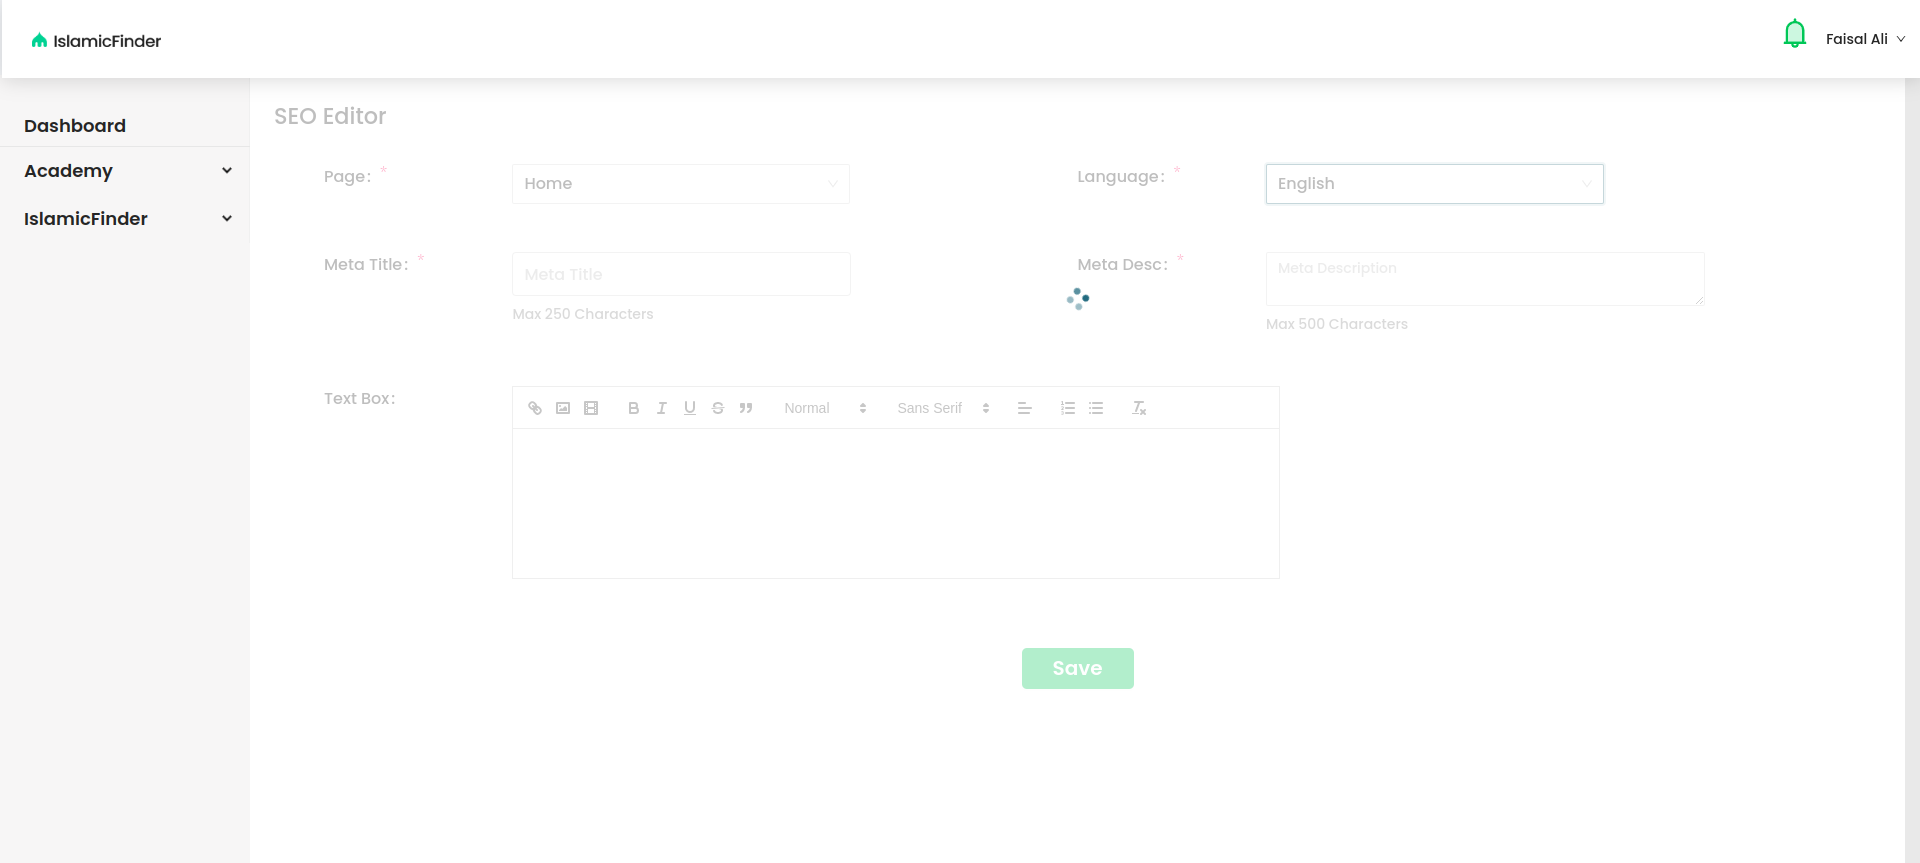 IslamicFinder
Faisal Ali
Dashboard
Academy
IslamicFinder
SEO Editor
Page: *
Home
Language: *
English
Meta Title: *
Meta Title
Max 250 Characters
Meta Desc: *
Meta Description
Max 500 Characters
Text Box:
Normal
Sans Serif
Save